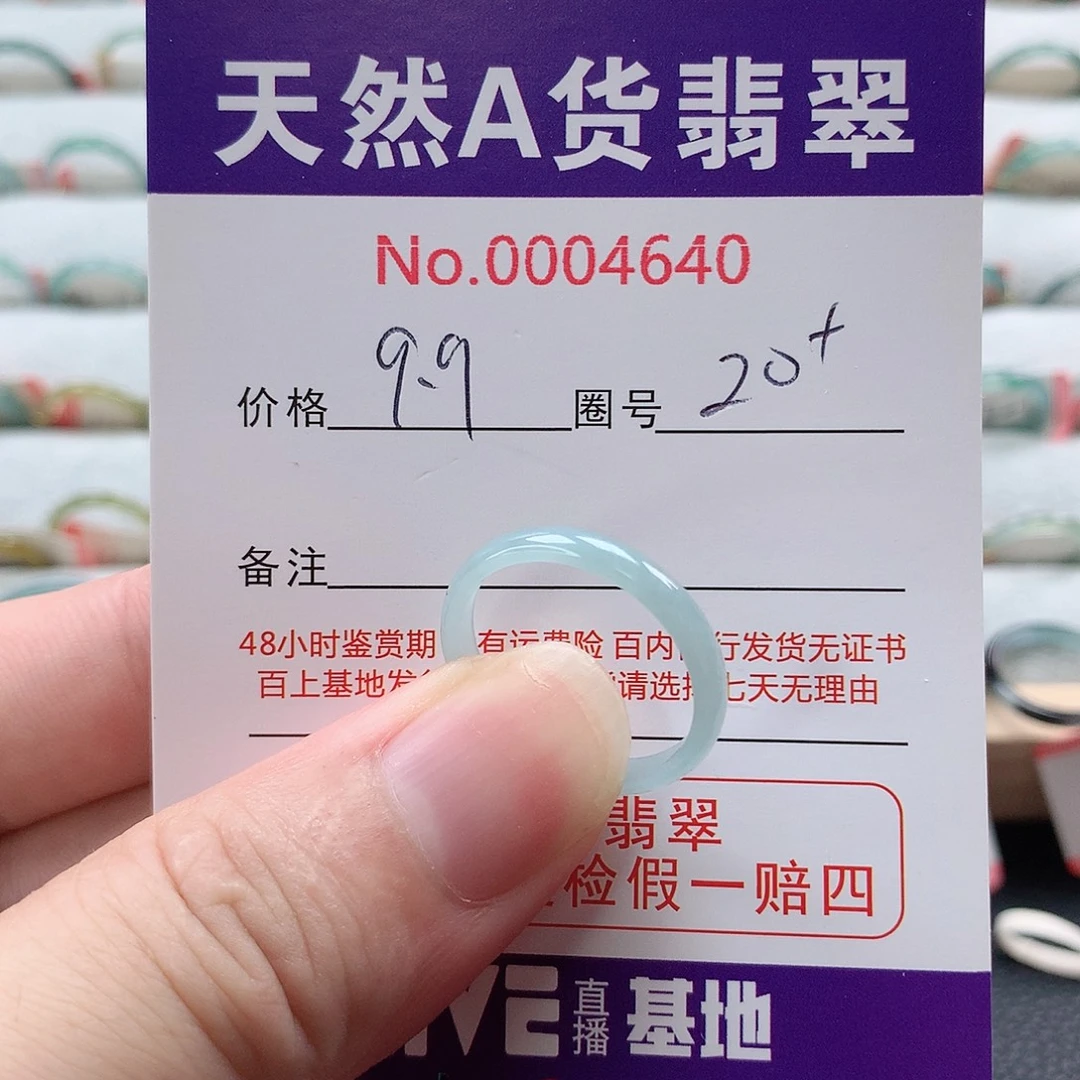 天然A货翡翠
No.0004640
价格 9.9 圈号 20+
备注
48小时鉴赏期 有运费险 百内 行发货无证书
百上基地发 请选择七天无理由
翡翠
检假一赔四
VE 直播 基地